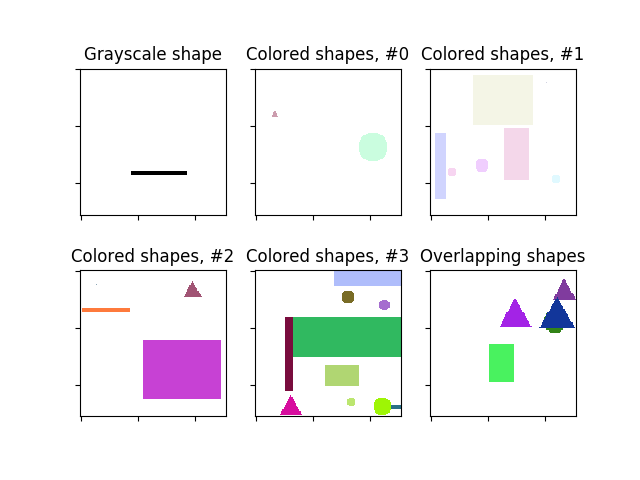 Grayscale shape
Colored shapes, #0
Colored shapes, #1
Colored shapes, #2
Colored shapes, #3
Overlapping shapes